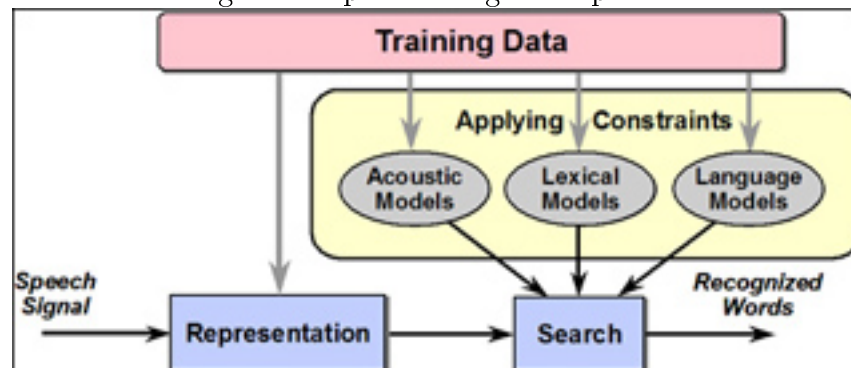 Training Data
Applying Constraints
Acoustic
Models
Lexical
Models
Language
Models
Speech
Signal
Representation
Search
Recognized
Words